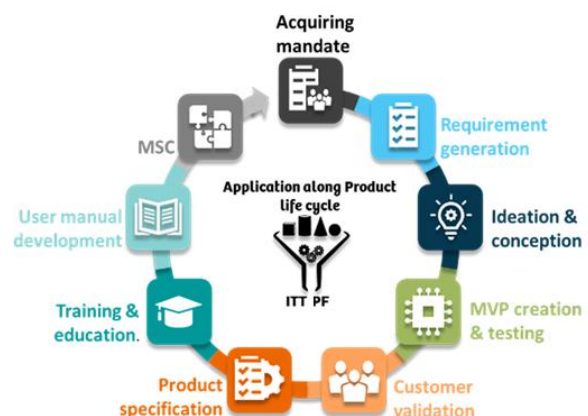 Acquiring
mandate
Requirement
generation
Ideation &
conception
MVP creation
& testing
Customer
validation
Product
specification
Training &
education.
User manual
development
MSC
Application along Product
life cycle
ITT PF